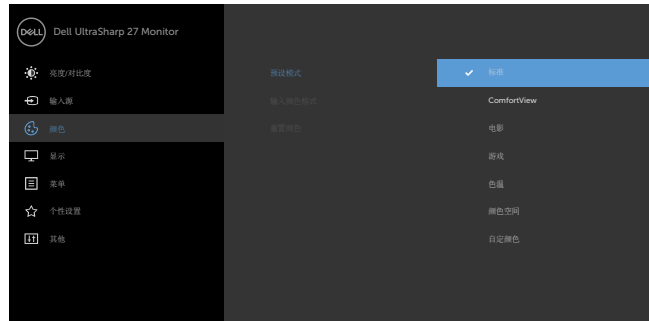 DELL Dell UltraSharp 27 Monitor
亮度/对比度
输入源
颜色
显示
菜单
个性设置
其他
预设模式
输入颜色格式
重置颜色
标准
ComfortView
电影
游戏
色温
颜色空间
自定颜色